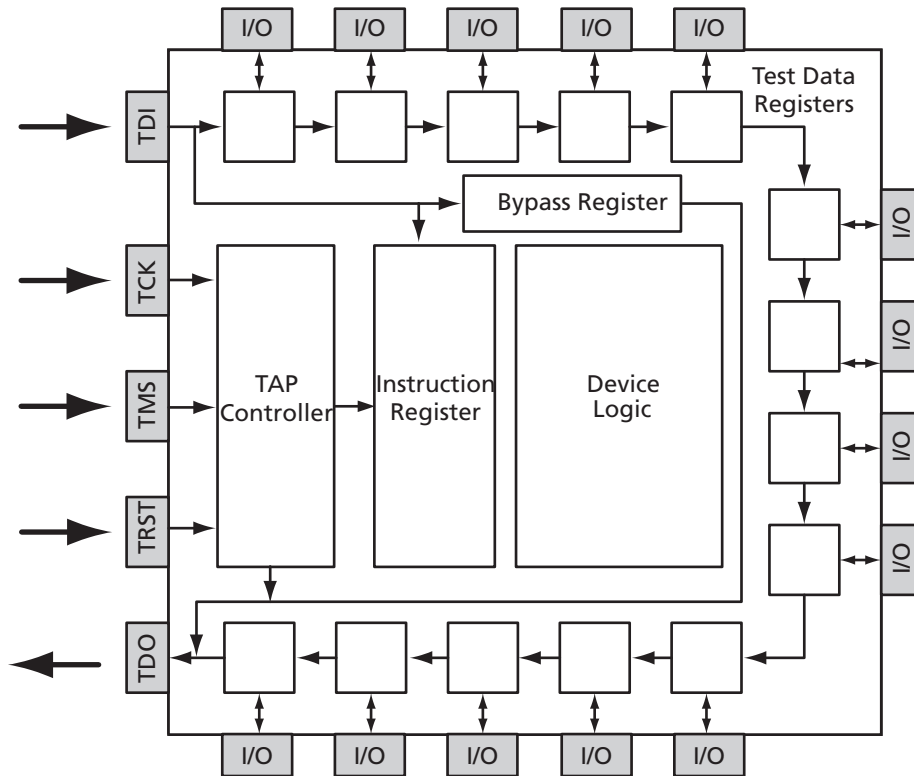 I/O
I/O
I/O
I/O
I/O
Test Data
Registers
TDI
Bypass Register
I/O
TCK
I/O
TAP
Controller
Instruction
Register
Device
Logic
TMS
I/O
TRST
I/O
TDO
I/O
I/O
I/O
I/O
I/O